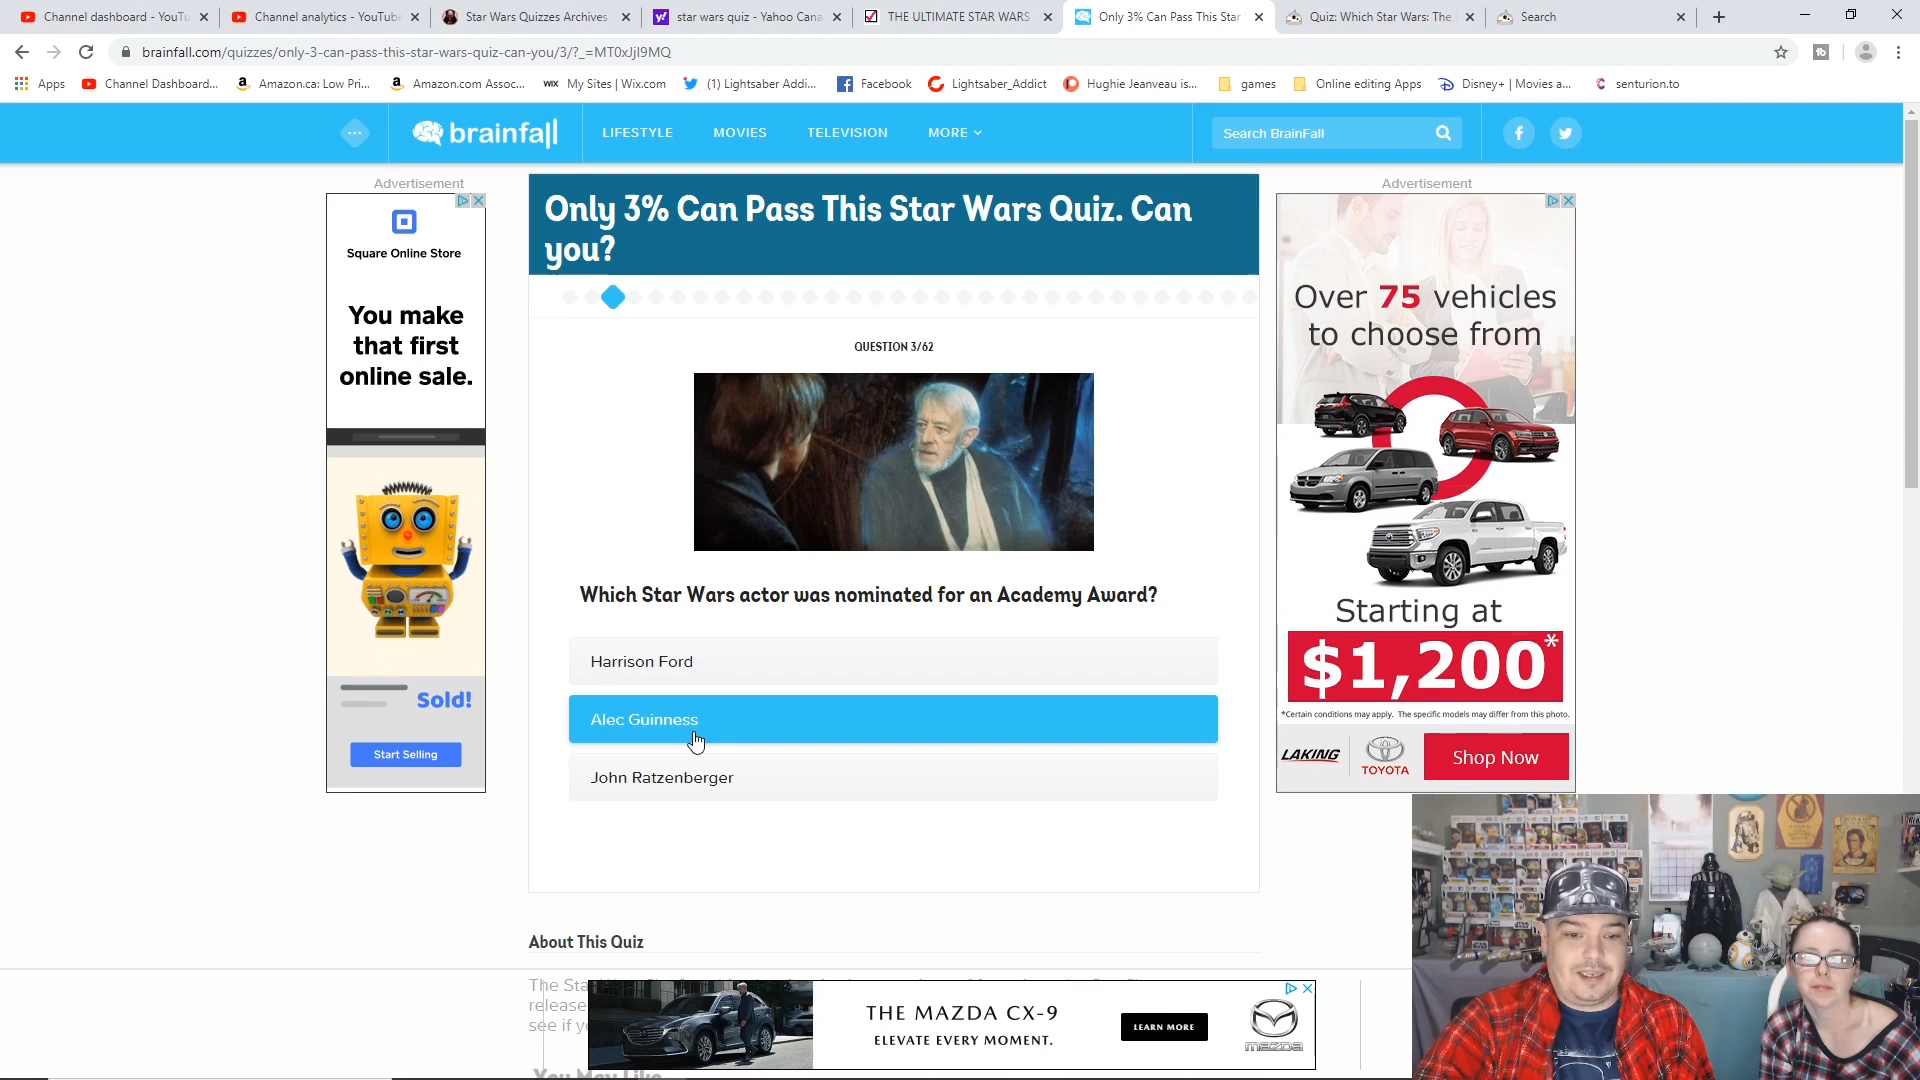 Channel dashboard - YouTu
Channel analytics - YouTube
Star Wars Quizzes Archives
star wars quiz - Yahoo Cana
THE ULTIMATE STAR WARS
Only 3% Can Pass This Star
Quiz: Which Star Wars: The
Search
brainfall.com/quizzes/only-3-can-pass-this-star-wars-quiz-can-you/3/?_=MT0xJjI9MQ
Apps
Channel Dashboard...
Amazon.ca: Low Pri...
Amazon.com Assoc...
WIX My Sites | Wix.com
(1) Lightsaber Addi...
Facebook
Lightsaber_Addict
Hughie Jeanveau is...
games
Online editing Apps
Disney+ | Movies a...
senturion.to
brainfall
LIFESTYLE
MOVIES
TELEVISION
MORE
Search BrainFall
Advertisement
Square Online Store
You make
that first
online sale.
Sold!
Start Selling
Only 3% Can Pass This Star Wars Quiz. Can
you?
QUESTION 3/62
Which Star Wars actor was nominated for an Academy Award?
Harrison Ford
Alec Guinness
John Ratzenberger
About This Quiz
The Sta
release
see if yo
You May Like
Advertisement
Over 75 vehicles
to choose from
Starting at
$1,200*
*Certain conditions may apply. The specific models may differ from this photo.
LAKING
TOYOTA
Shop Now
THE MAZDA CX-9
ELEVATE EVERY MOMENT.
LEARN MORE
mazda